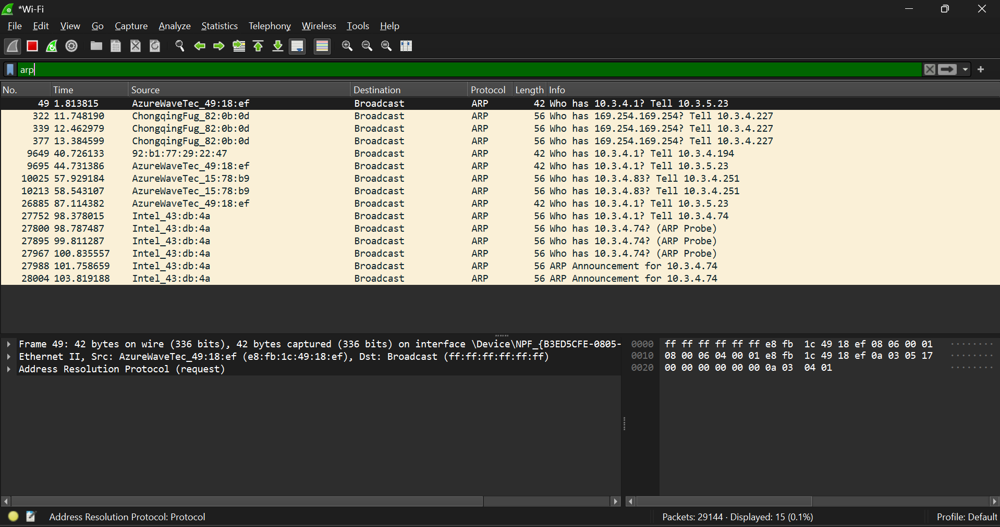 *Wi-Fi
File Edit View Go Capture Analyze Statistics Telephony Wireless Tools Help
arp
No. Time Source Destination Protocol Length Info
49 1.813815 AzureWaveTec_49:18:ef Broadcast ARP 42 Who has 10.3.4.1? Tell 10.3.5.23
322 11.748190 ChongqingFug_82:0b:0d Broadcast ARP 56 Who has 169.254.169.254? Tell 10.3.4.227
339 12.462979 ChongqingFug_82:0b:0d Broadcast ARP 56 Who has 169.254.169.254? Tell 10.3.4.227
377 13.384599 ChongqingFug_82:0b:0d Broadcast ARP 56 Who has 169.254.169.254? Tell 10.3.4.227
9649 40.726133 92:b1:77:29:22:47 Broadcast ARP 42 Who has 10.3.4.1? Tell 10.3.4.194
9695 44.731386 AzureWaveTec_49:18:ef Broadcast ARP 42 Who has 10.3.4.1? Tell 10.3.5.23
10025 57.929184 AzureWaveTec_15:78:b9 Broadcast ARP 56 Who has 10.3.4.83? Tell 10.3.4.251
10213 58.543107 AzureWaveTec_15:78:b9 Broadcast ARP 56 Who has 10.3.4.83? Tell 10.3.4.251
26885 87.114382 AzureWaveTec_49:18:ef Broadcast ARP 42 Who has 10.3.4.1? Tell 10.3.5.23
27752 98.378015 Intel_43:db:4a Broadcast ARP 56 Who has 10.3.4.1? Tell 10.3.4.74
27800 98.787487 Intel_43:db:4a Broadcast ARP 56 Who has 10.3.4.74? (ARP Probe)
27895 99.811287 Intel_43:db:4a Broadcast ARP 56 Who has 10.3.4.74? (ARP Probe)
27967 100.835557 Intel_43:db:4a Broadcast ARP 56 Who has 10.3.4.74? (ARP Probe)
27988 101.758659 Intel_43:db:4a Broadcast ARP 56 ARP Announcement for 10.3.4.74
28004 103.819188 Intel_43:db:4a Broadcast ARP 56 ARP Announcement for 10.3.4.74
Frame 49: 42 bytes on wire (336 bits), 42 bytes captured (336 bits) on interface \Device\NPF_{B3ED5CFE-0805-
Ethernet II, Src: AzureWaveTec_49:18:ef (e8:fb:1c:49:18:ef), Dst: Broadcast (ff:ff:ff:ff:ff:ff)
Address Resolution Protocol (request)
0000 ff ff ff ff ff ff e8 fb 1c 49 18 ef 08 06 00 01 ········
0010 08 00 06 04 00 01 e8 fb 1c 49 18 ef 0a 03 05 17 ········
0020 00 00 00 00 00 00 0a 03 04 01 ········
Address Resolution Protocol: Protocol
Packets: 29144 · Displayed: 15 (0.1%)
Profile: Default